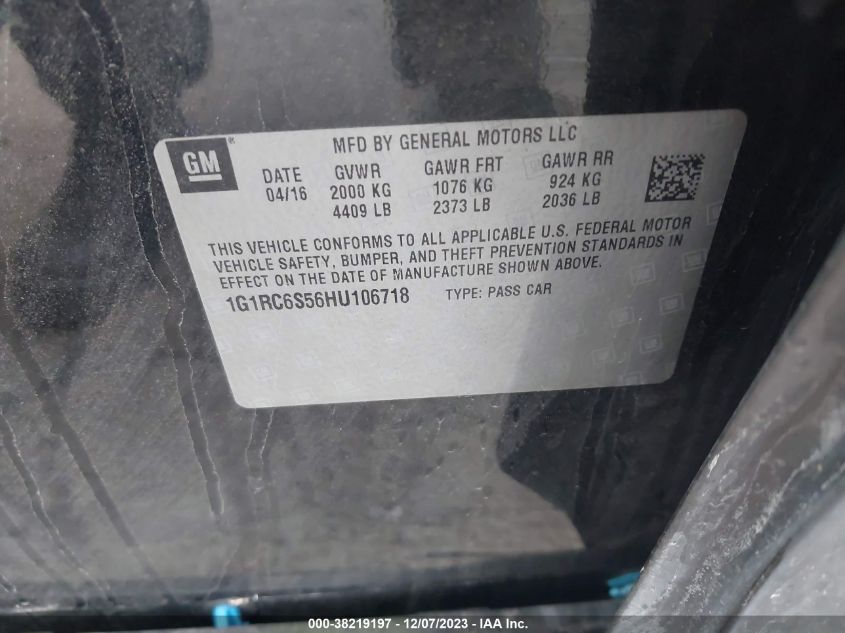 MFD BY GENERAL MOTORS LLC
GM®
DATE GVWR GAWR FRT GAWR RR
04/16 2000 KG 1076 KG 924 KG
4409 LB 2373 LB 2036 LB
THIS VEHICLE CONFORMS TO ALL APPLICABLE U.S. FEDERAL MOTOR
VEHICLE SAFETY, BUMPER, AND THEFT PREVENTION STANDARDS IN
EFFECT ON THE DATE OF MANUFACTURE SHOWN ABOVE.
1G1RC6S56HU106718 TYPE: PASS CAR
000-38219197 - 12/07/2023 - IAA Inc.